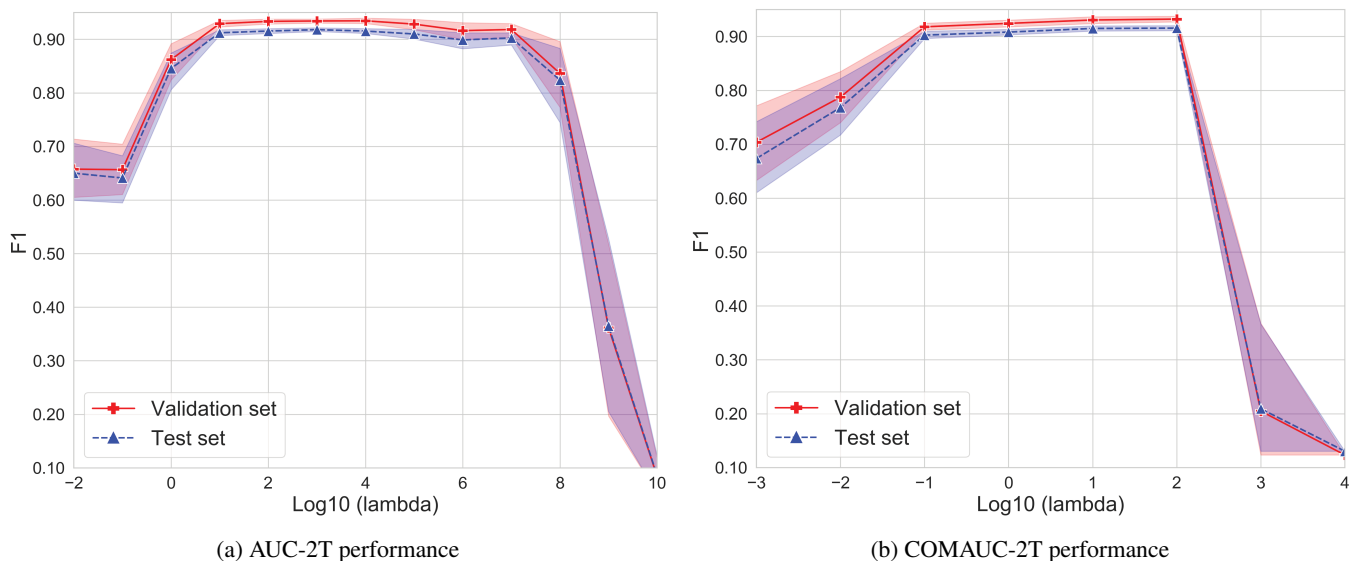 0.90
0.80
0.70
0.60
0.50
0.40
0.30
0.20
0.10
F1
Validation set
Test set
−2 0 2 4 6 8 10
Log10 (lambda)
(a) AUC-2T performance
0.90
0.80
0.70
0.60
0.50
0.40
0.30
0.20
0.10
F1
Validation set
Test set
−3 −2 −1 0 1 2 3 4
Log10 (lambda)
(b) COMAUC-2T performance